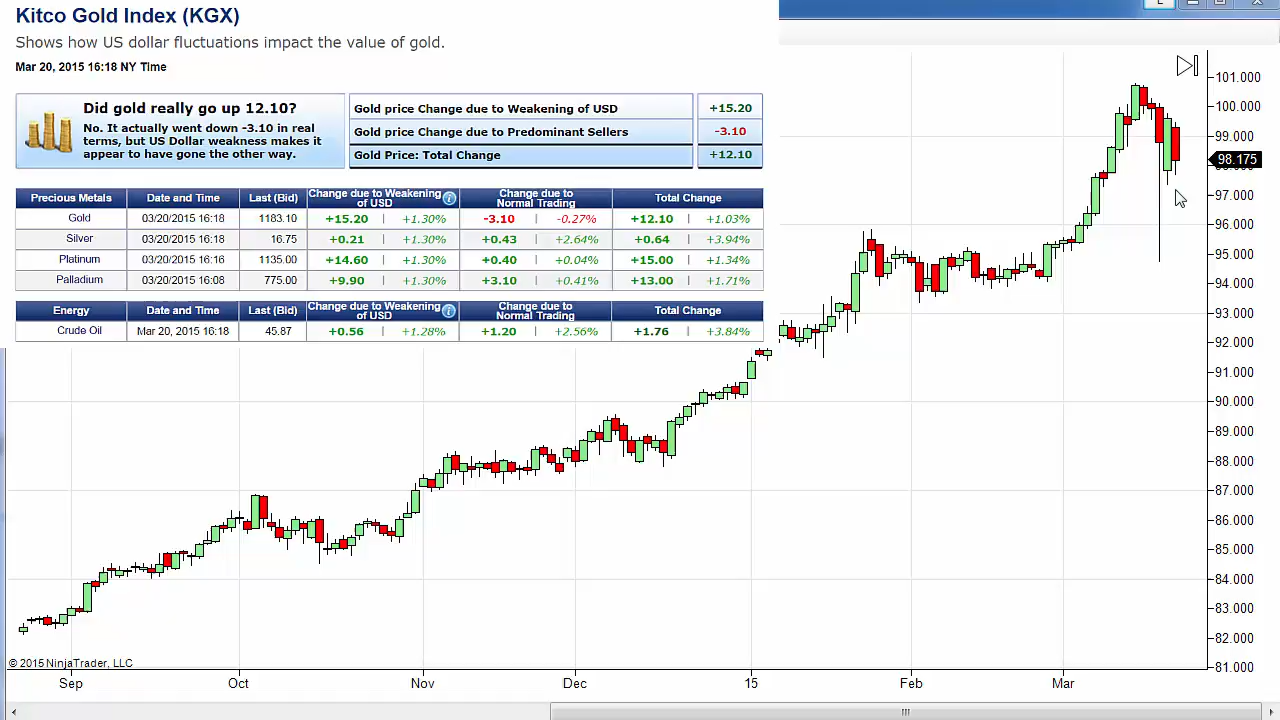 Kitco Gold Index (KGX)
Shows how US dollar fluctuations impact the value of gold.
Mar 20, 2015 16:18 NY Time
Did gold really go up 12.10?
No. It actually went down -3.10 in real
terms, but US Dollar weakness makes it
appear to have gone the other way.
Gold price Change due to Weakening of USD +15.20
Gold price Change due to Predominant Sellers -3.10
Gold Price: Total Change +12.10
Precious Metals Date and Time Last (Bid) Change due to Weakening of USD i Change due to Normal Trading Total Change
Gold 03/20/2015 16:18 1183.10 +15.20 | +1.30% -3.10 | -0.27% +12.10 | +1.03%
Silver 03/20/2015 16:18 16.75 +0.21 | +1.30% +0.43 | +2.64% +0.64 | +3.94%
Platinum 03/20/2015 16:16 1135.00 +14.60 | +1.30% +0.40 | +0.04% +15.00 | +1.34%
Palladium 03/20/2015 16:08 775.00 +9.90 | +1.30% +3.10 | +0.41% +13.00 | +1.71%
Energy Date and Time Last (Bid) Change due to Weakening of USD i Change due to Normal Trading Total Change
Crude Oil Mar 20, 2015 16:18 45.87 +0.56 | +1.28% +1.20 | +2.56% +1.76 | +3.84%
101.000
100.000
99.000
98.175
97.000
96.000
95.000
94.000
93.000
92.000
91.000
90.000
89.000
88.000
87.000
86.000
85.000
84.000
83.000
82.000
81.000
© 2015 NinjaTrader, LLC
Sep Oct Nov Dec 15 Feb Mar